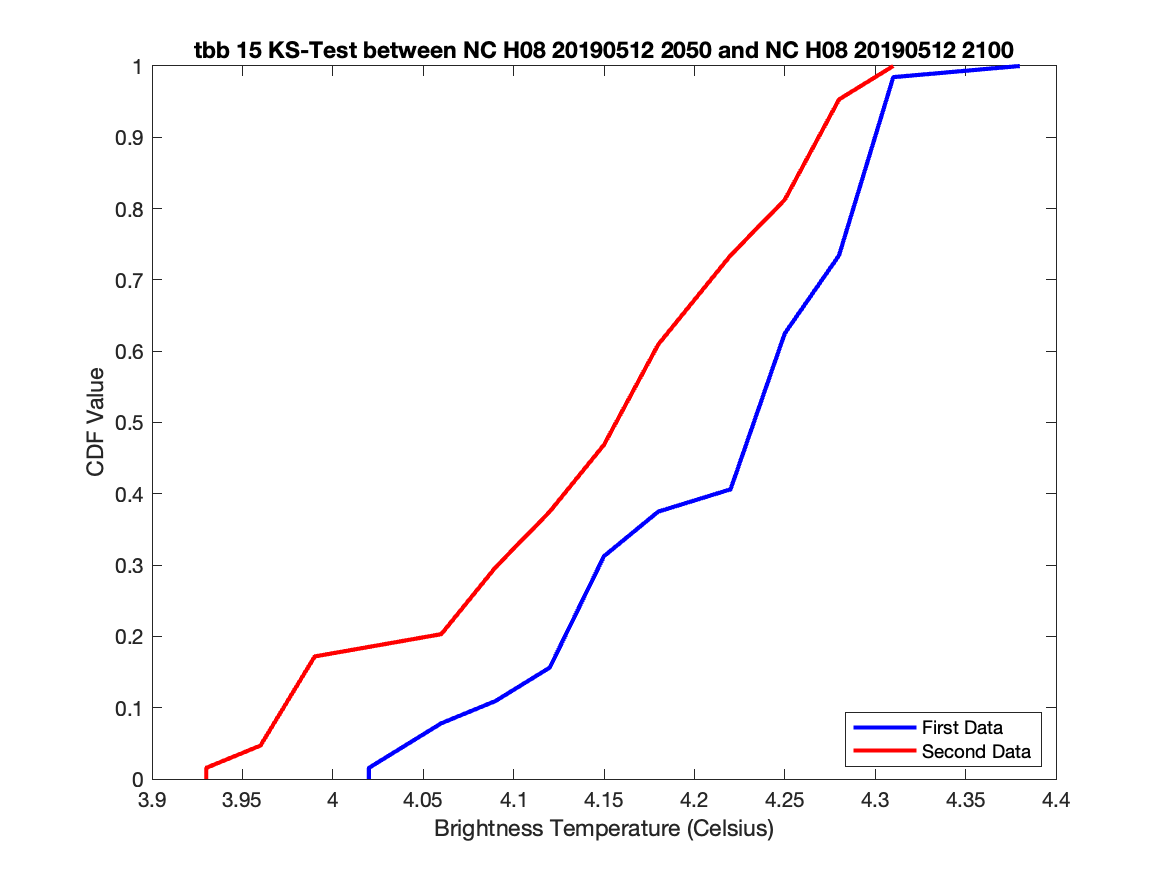 tbb 15 KS-Test between NC H08 20190512 2050 and NC H08 20190512 2100
1
0.9
0.8
0.7
0.6
0.5
0.4
0.3
0.2
0.1
0
CDF Value
First Data
Second Data
3.9 3.95 4 4.05 4.1 4.15 4.2 4.25 4.3 4.35 4.4
Brightness Temperature (Celsius)